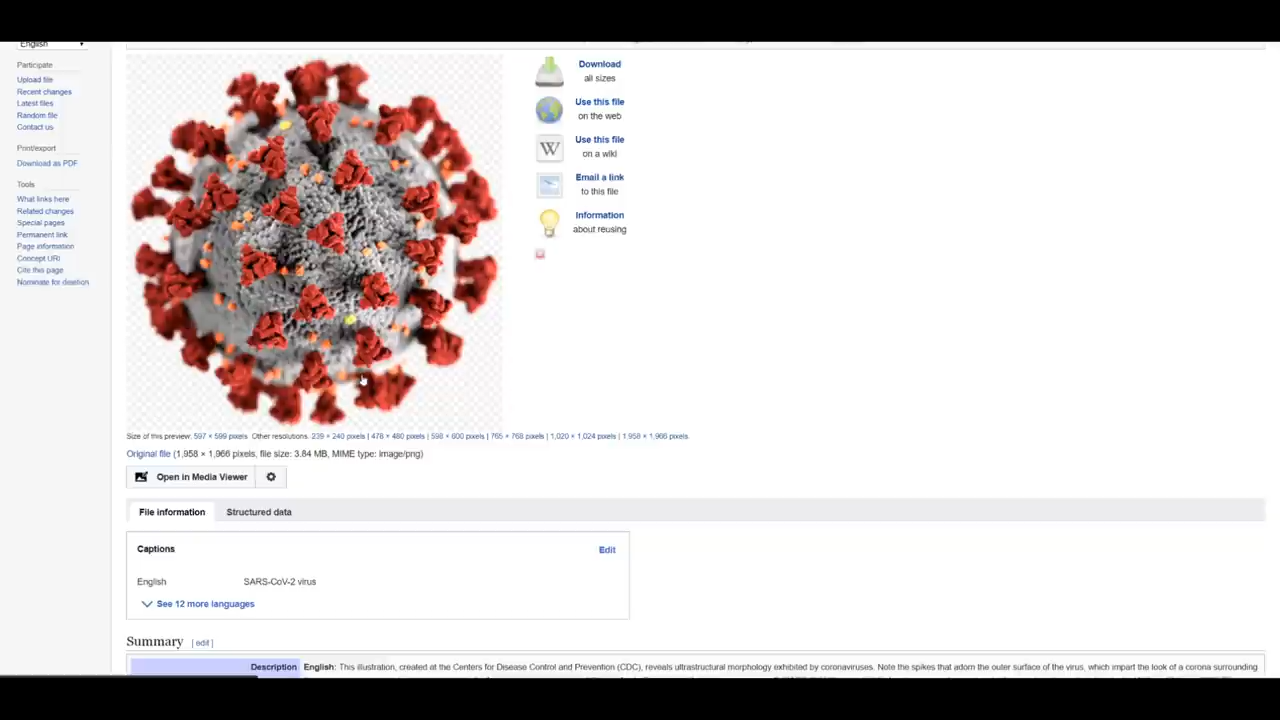 English
Participate
Upload file
Recent changes
Latest files
Random file
Contact us
Print/export
Download as PDF
Tools
What links here
Related changes
Special pages
Permanent link
Page information
Concept URI
Cite this page
Nominate for deletion
Download
all sizes
Use this file
on the web
W
Use this file
on a wiki
Email a link
to this file
Information
about reusing
Size of this preview: 597 × 599 pixels. Other resolutions: 239 × 240 pixels | 478 × 480 pixels | 598 × 600 pixels | 765 × 768 pixels | 1,020 × 1,024 pixels | 1,958 × 1,966 pixels.
Original file (1,958 × 1,966 pixels, file size: 3.84 MB, MIME type: image/png)
Open in Media Viewer
File information Structured data
Captions Edit
English SARS-CoV-2 virus
See 12 more languages
Summary [ edit ]
Description English: This illustration, created at the Centers for Disease Control and Prevention (CDC), reveals ultrastructural morphology exhibited by coronaviruses. Note the spikes that adorn the outer surface of the virus, which impart the look of a corona surrounding